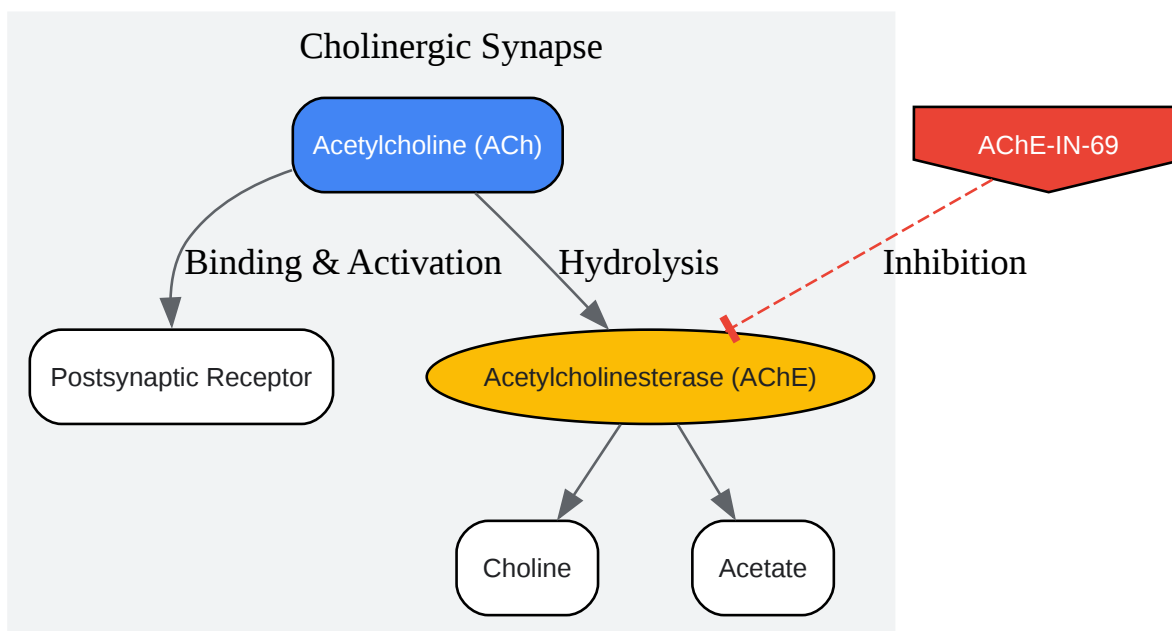 Cholinergic Synapse
Acetylcholine (ACh)
AChE-IN-69
Binding & Activation
Hydrolysis
Inhibition
Postsynaptic Receptor
Acetylcholinesterase (AChE)
Choline
Acetate